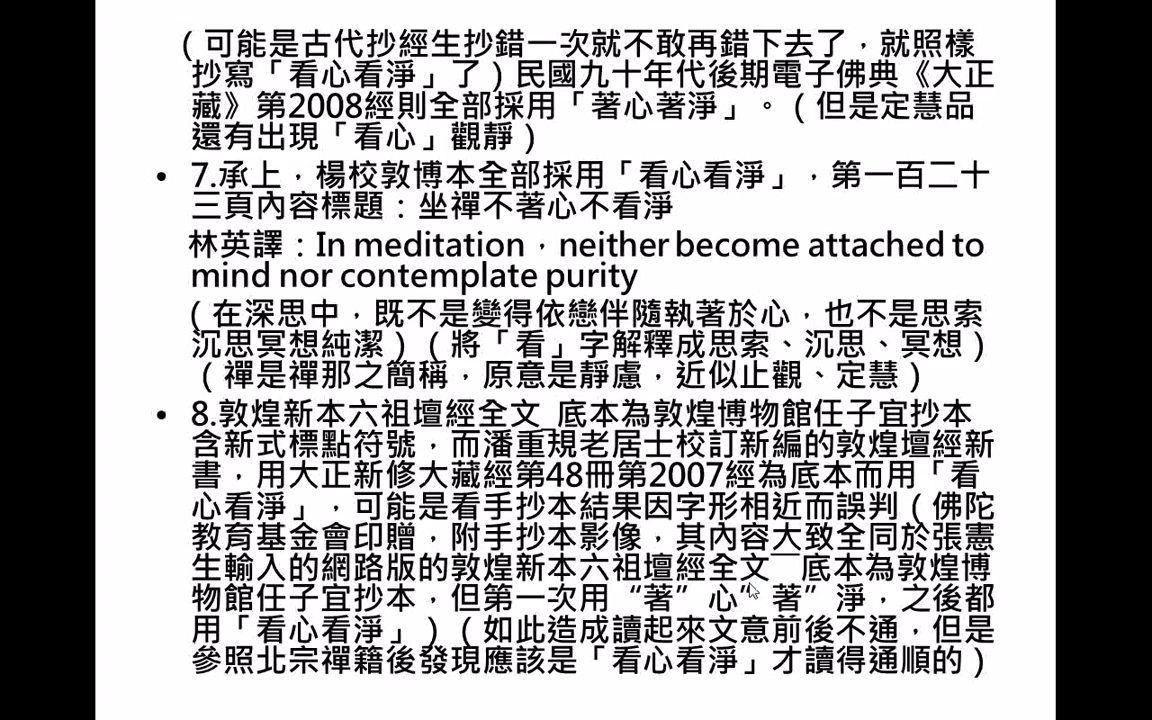 （可能是古代抄經生抄錯一次就不敢再錯下去了，就照樣
抄寫「看心看淨」了）民國九十年代後期電子佛典《大正
藏》第2008經則全部採用「著心著淨」。（但是定慧品
還有出現「看心」觀靜）
• 7.承上，楊校敦博本全部採用「看心看淨」，第一百二十
三頁內容標題：坐禪不著心不看淨
林英譯：In meditation，neither become attached to
mind nor contemplate purity
（在深思中，既不是變得依戀伴隨執著於心，也不是思索
沉思冥想純潔）（將「看」字解釋成思索、沉思、冥想）
（禪是禪那之簡稱，原意是靜慮，近似止觀、定慧）
• 8.敦煌新本六祖壇經全文_底本為敦煌博物館任子宜抄本
含新式標點符號，而潘重規老居士校訂新編的敦煌壇經新
書，用大正新修大藏經第48冊第2007經為底本而用「看
心看淨」，可能是看手抄本結果因字形相近而誤判（佛陀
教育基金會印贈，附手抄本影像，其內容大致全同於張憲
生輸入的網路版的敦煌新本六祖壇經全文￣底本為敦煌博
物館任子宜抄本，但第一次用“著”心“著”淨，之後都
用「看心看淨」）（如此造成讀起來文意前後不通，但是
參照北宗禪籍後發現應該是「看心看淨」才讀得通順的）